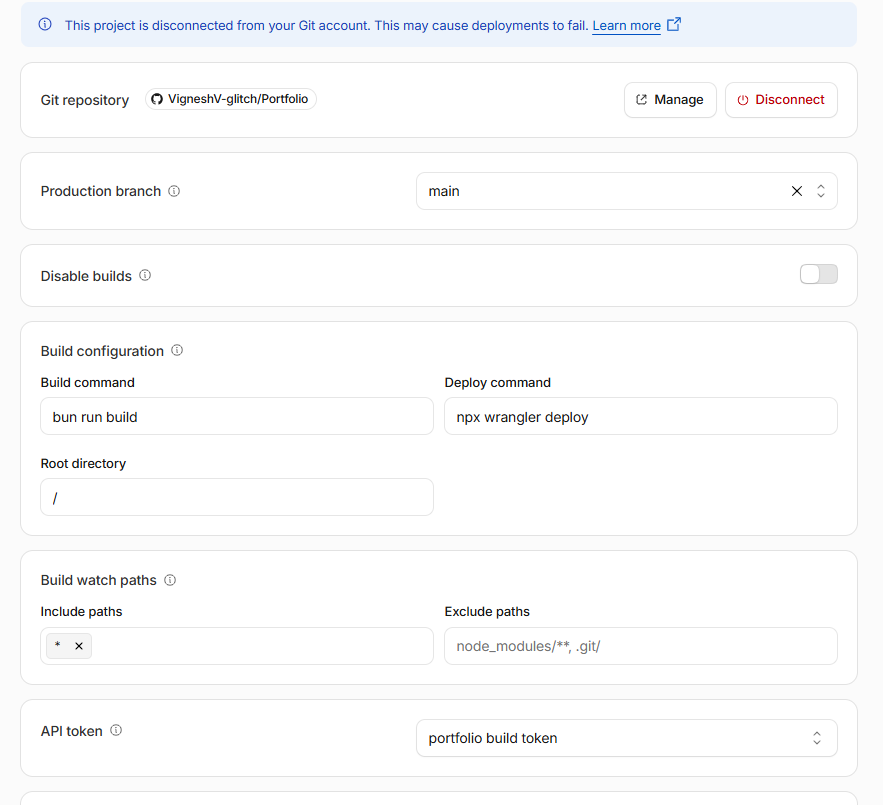 This project is disconnected from your Git account. This may cause deployments to fail. Learn more
Git repository VigneshV-glitch/Portfolio Manage Disconnect
Production branch main
Disable builds
Build configuration
Build command Deploy command
bun run build npx wrangler deploy
Root directory
/
Build watch paths
Include paths Exclude paths
* node_modules/**, .git/
API token portfolio build token